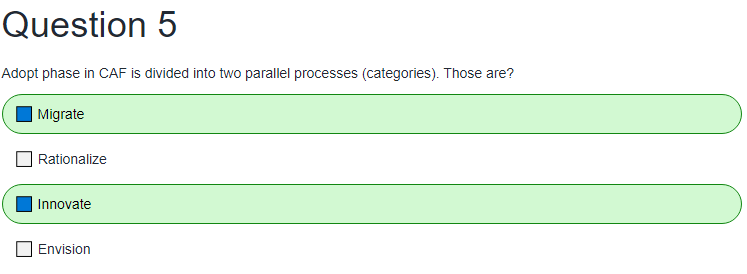 Question 5
Adopt phase in CAF is divided into two parallel processes (categories). Those are?
Migrate
Rationalize
Innovate
Envision